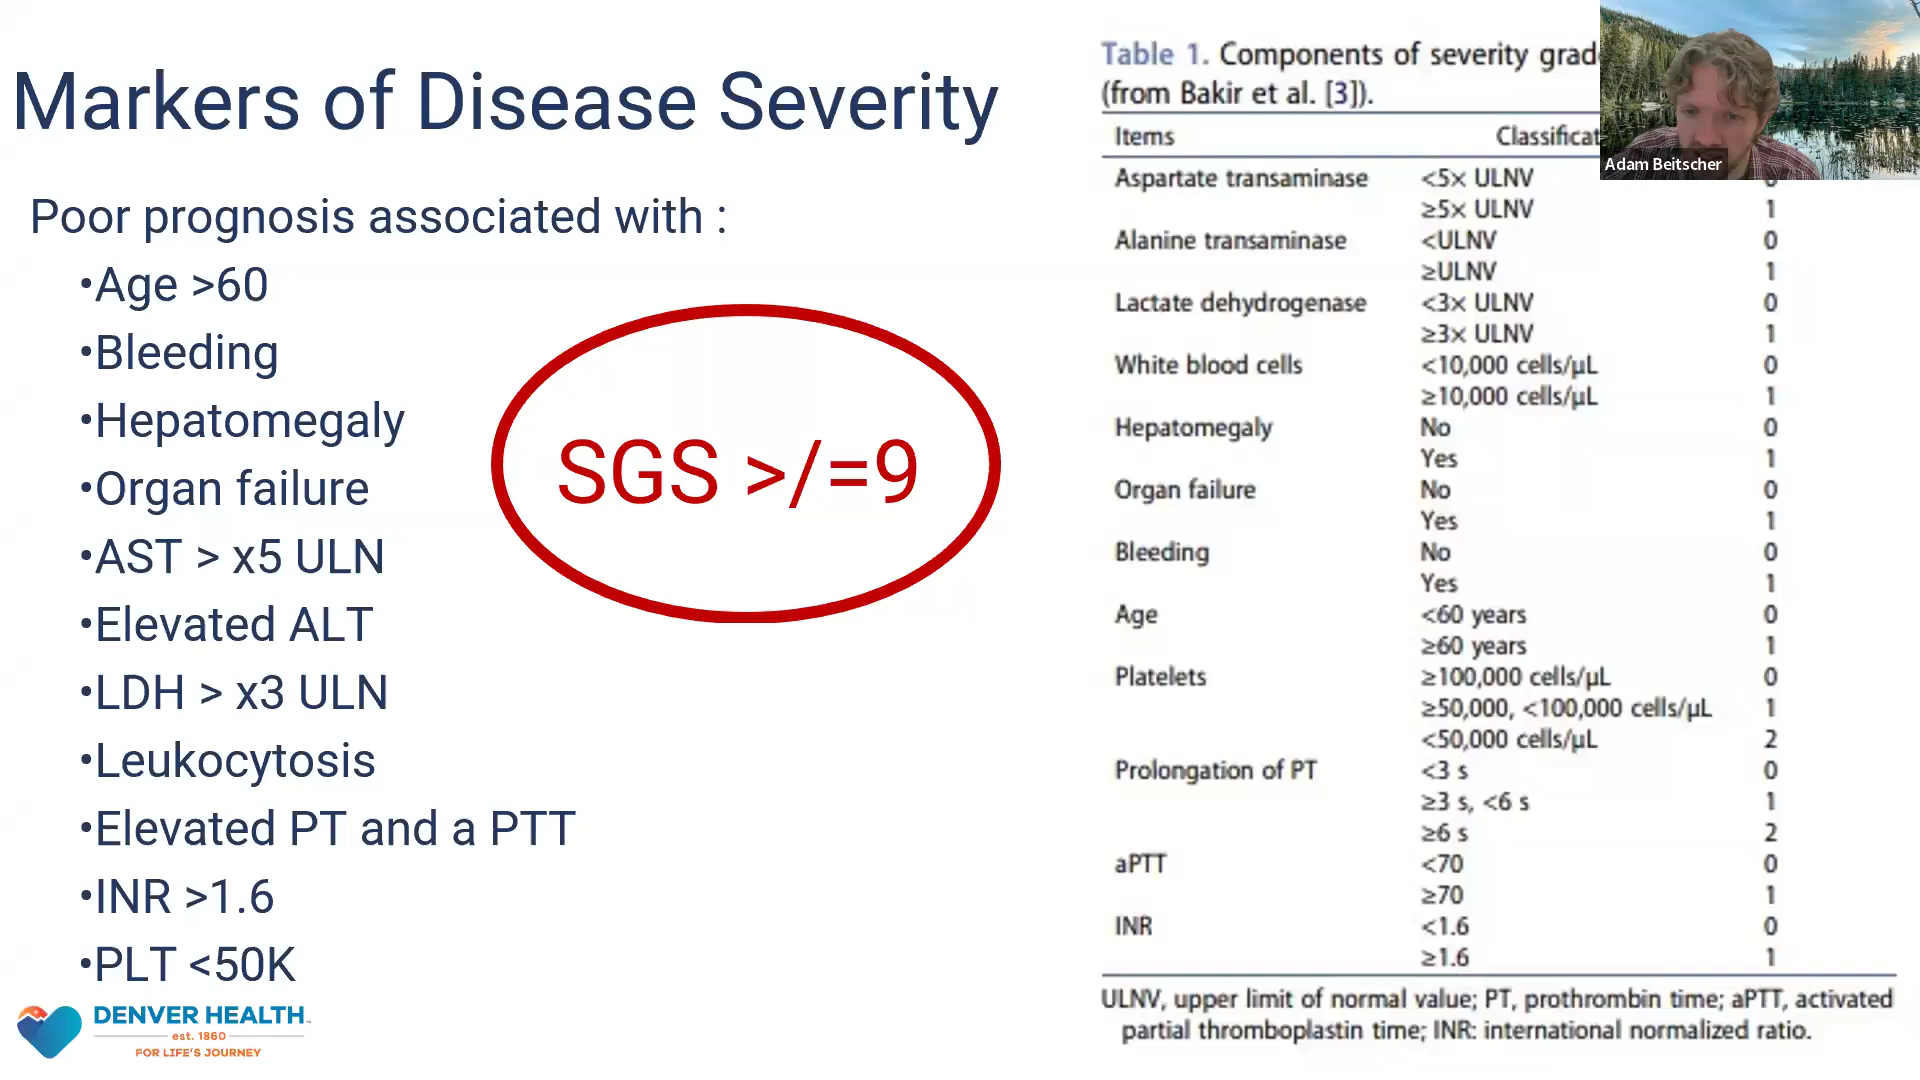 Markers of Disease Severity
Poor prognosis associated with :
•Age >60
•Bleeding
•Hepatomegaly
•Organ failure
•AST > x5 ULN
•Elevated ALT
•LDH > x3 ULN
•Leukocytosis
•Elevated PT and a PTT
•INR >1.6
•PLT <50K
SGS >/=9
DENVER HEALTH
est. 1860
FOR LIFE'S JOURNEY
Table 1. Components of severity grad
(from Bakir et al. [3]).
Items Classificat
Aspartate transaminase <5× ULNV 0
≥5× ULNV 1
Alanine transaminase <ULNV 0
≥ULNV 1
Lactate dehydrogenase <3× ULNV 0
≥3× ULNV 1
White blood cells <10,000 cells/μL 0
≥10,000 cells/μL 1
Hepatomegaly No 0
Yes 1
Organ failure No 0
Yes 1
Bleeding No 0
Yes 1
Age <60 years 0
≥60 years 1
Platelets ≥100,000 cells/μL 0
≥50,000, <100,000 cells/μL 1
<50,000 cells/μL 2
Prolongation of PT <3 s 0
≥3 s, <6 s 1
≥6 s 2
aPTT <70 0
≥70 1
INR <1.6 0
≥1.6 1
ULNV, upper limit of normal value; PT, prothrombin time; aPTT, activated
partial thromboplastin time; INR: international normalized ratio.
Adam Beitscher